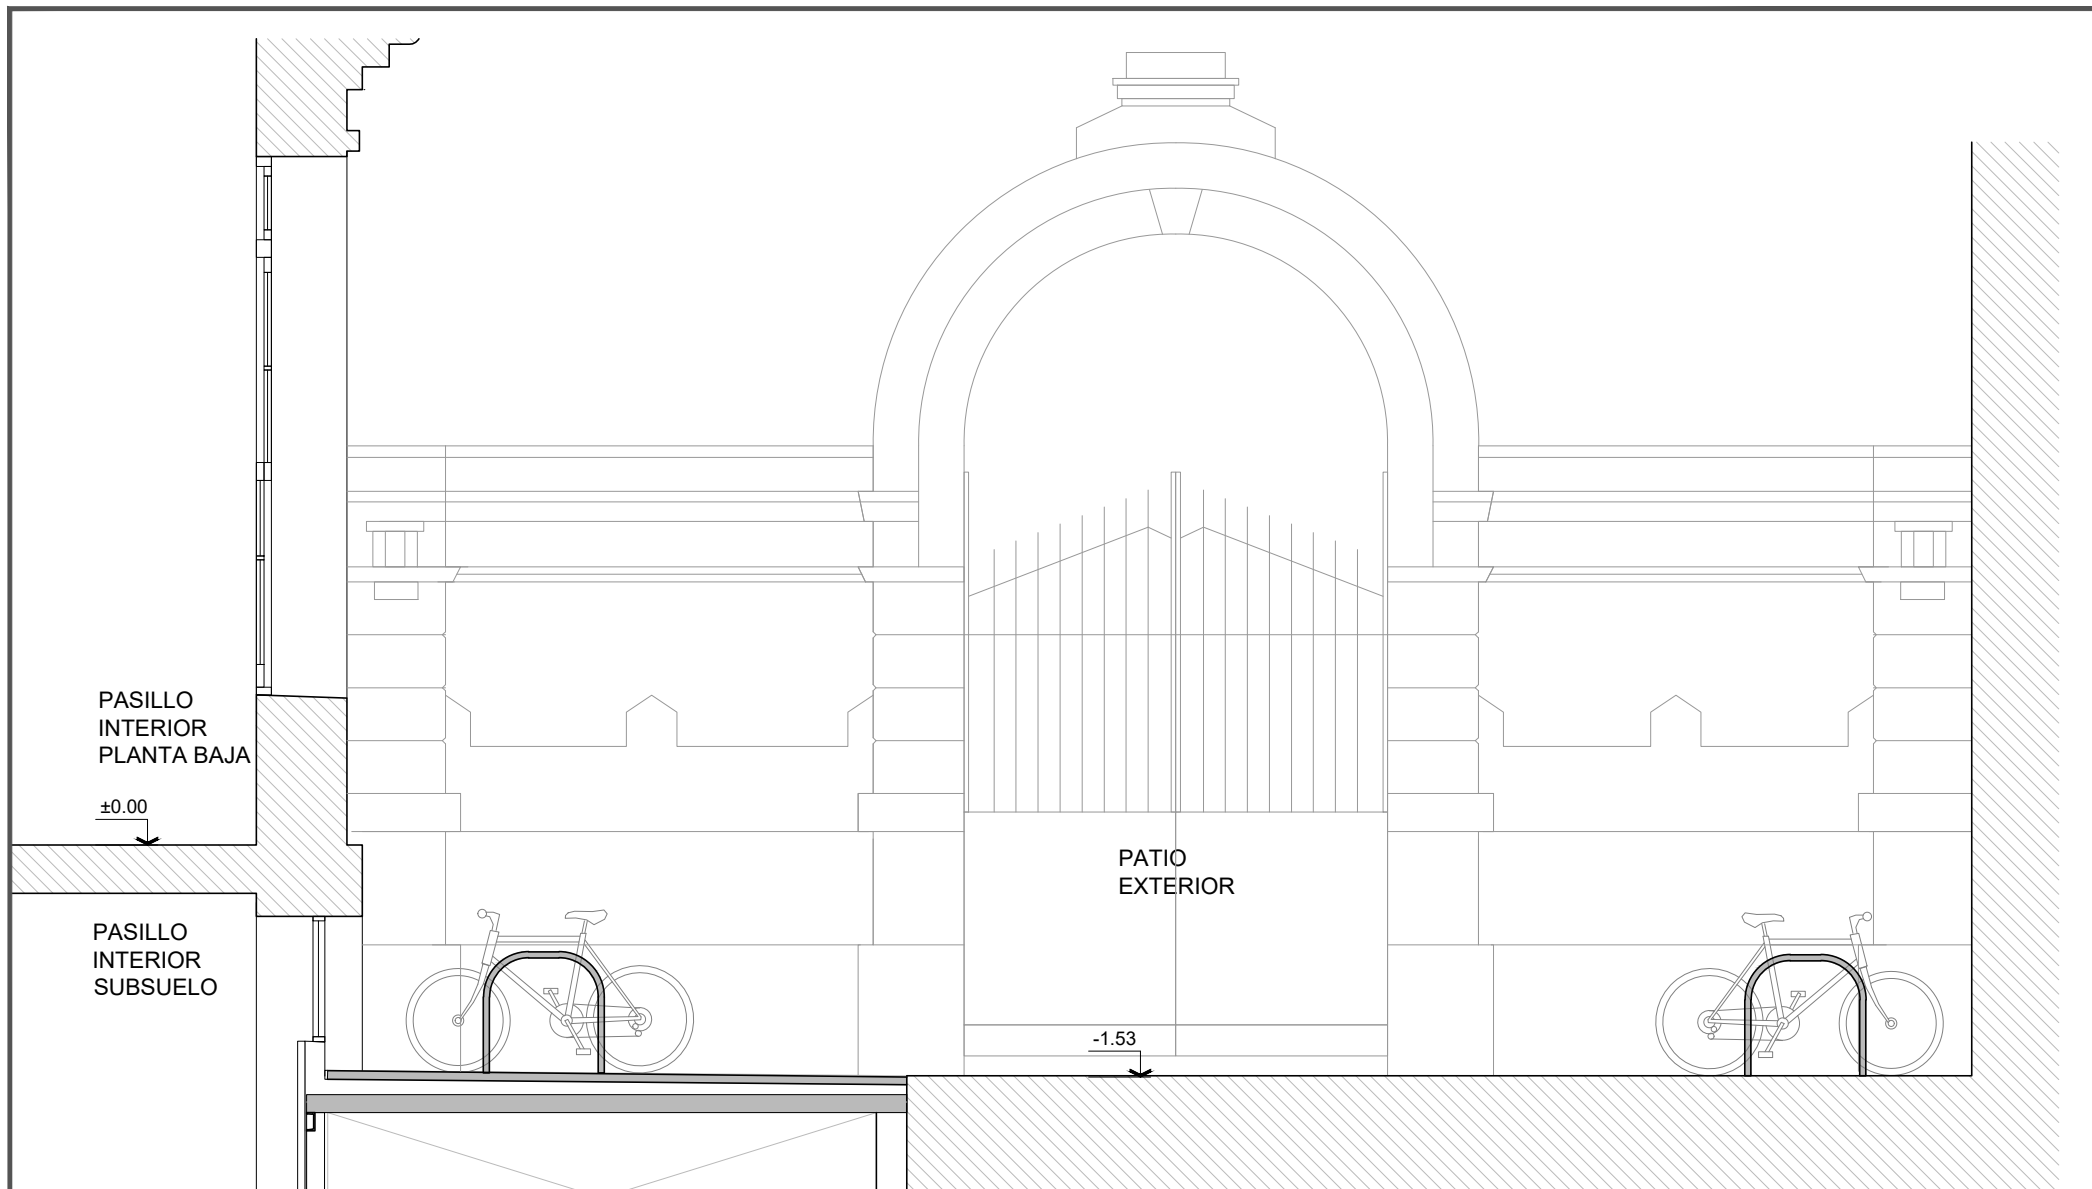 PASILLO
INTERIOR
PLANTA BAJA
±0.00
PASILLO
INTERIOR
SUBSUELO
PATIO
EXTERIOR
-1.53